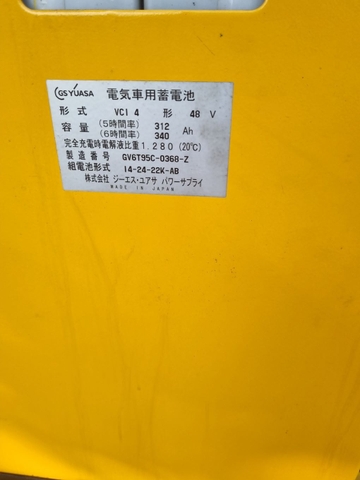 GS YUASA 電気車用蓄電池
形式 VCI 4 形 48 V
容量 (5時間率) 312 Ah
(6時間率) 340
完全充電時電解液比重 1.280 (20℃)
製造番号 GV6T95C-0368-Z
組電池形式 14-24-22K-AB
株式会社 ジーエス・ユアサ パワーサプライ
MADE IN JAPAN